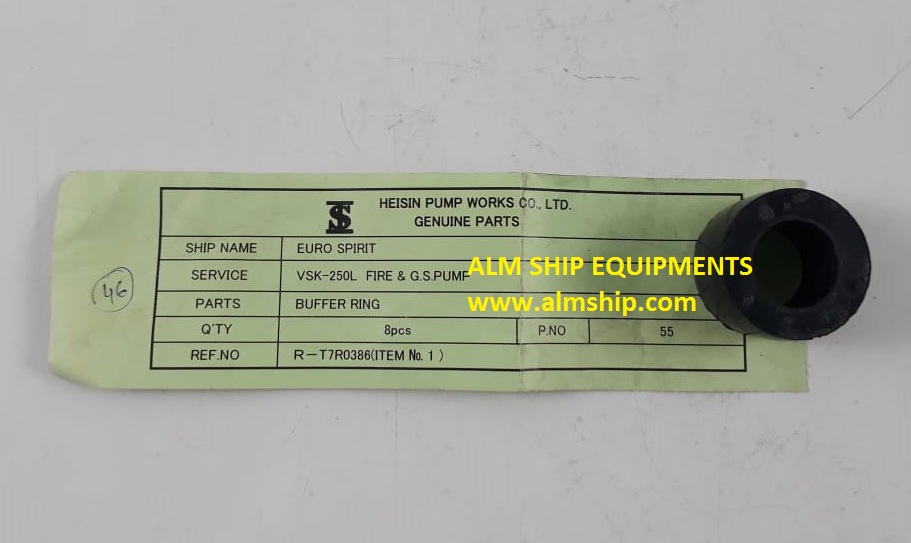 HEISIN PUMP WORKS CO., LTD.
GENUINE PARTS
SHIP NAME EURO SPIRIT
SERVICE VSK-250L FIRE & G.S.PUMP
PARTS BUFFER RING
Q'TY 8pcs P.NO 55
REF.NO R-T7R0386(ITEM No. 1)
46
ALM SHIP EQUIPMENTS
www.almship.com